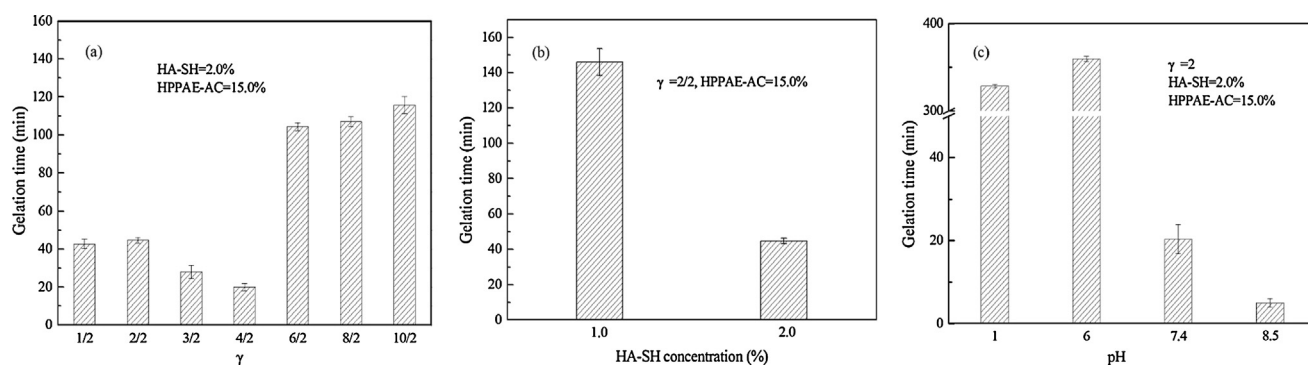 (a)
HA-SH=2.0%
HPPAE-AC=15.0%
Gelation time (min)
160
140
120
100
80
60
40
20
0
1/2 2/2 3/2 4/2 6/2 8/2 10/2
γ
(b)
γ =2/2, HPPAE-AC=15.0%
Gelation time (min)
160
140
120
100
80
60
40
20
0
1.0 2.0
HA-SH concentration (%)
(c)
γ =2
HA-SH=2.0%
HPPAE-AC=15.0%
Gelation time (min)
400
300
40
20
0
1 6 7.4 8.5
pH